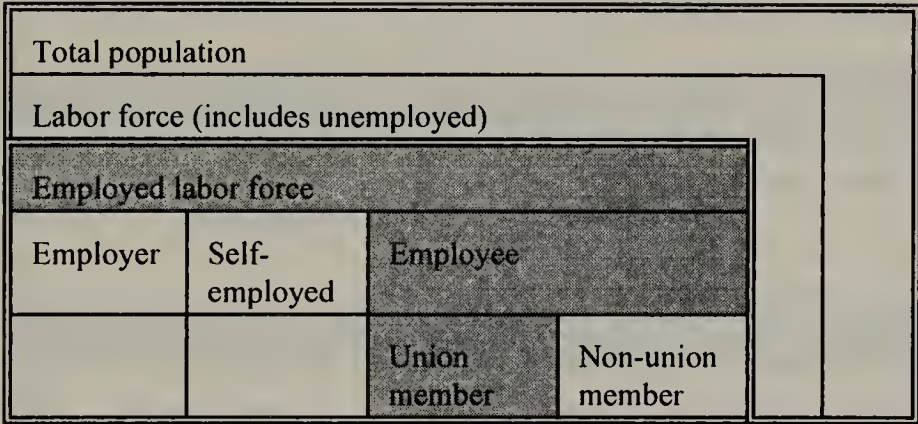 Total population
Labor force (includes unemployed)
Employed labor force
Employer
Self-
employed
Employee
Union
member
Non-union
member